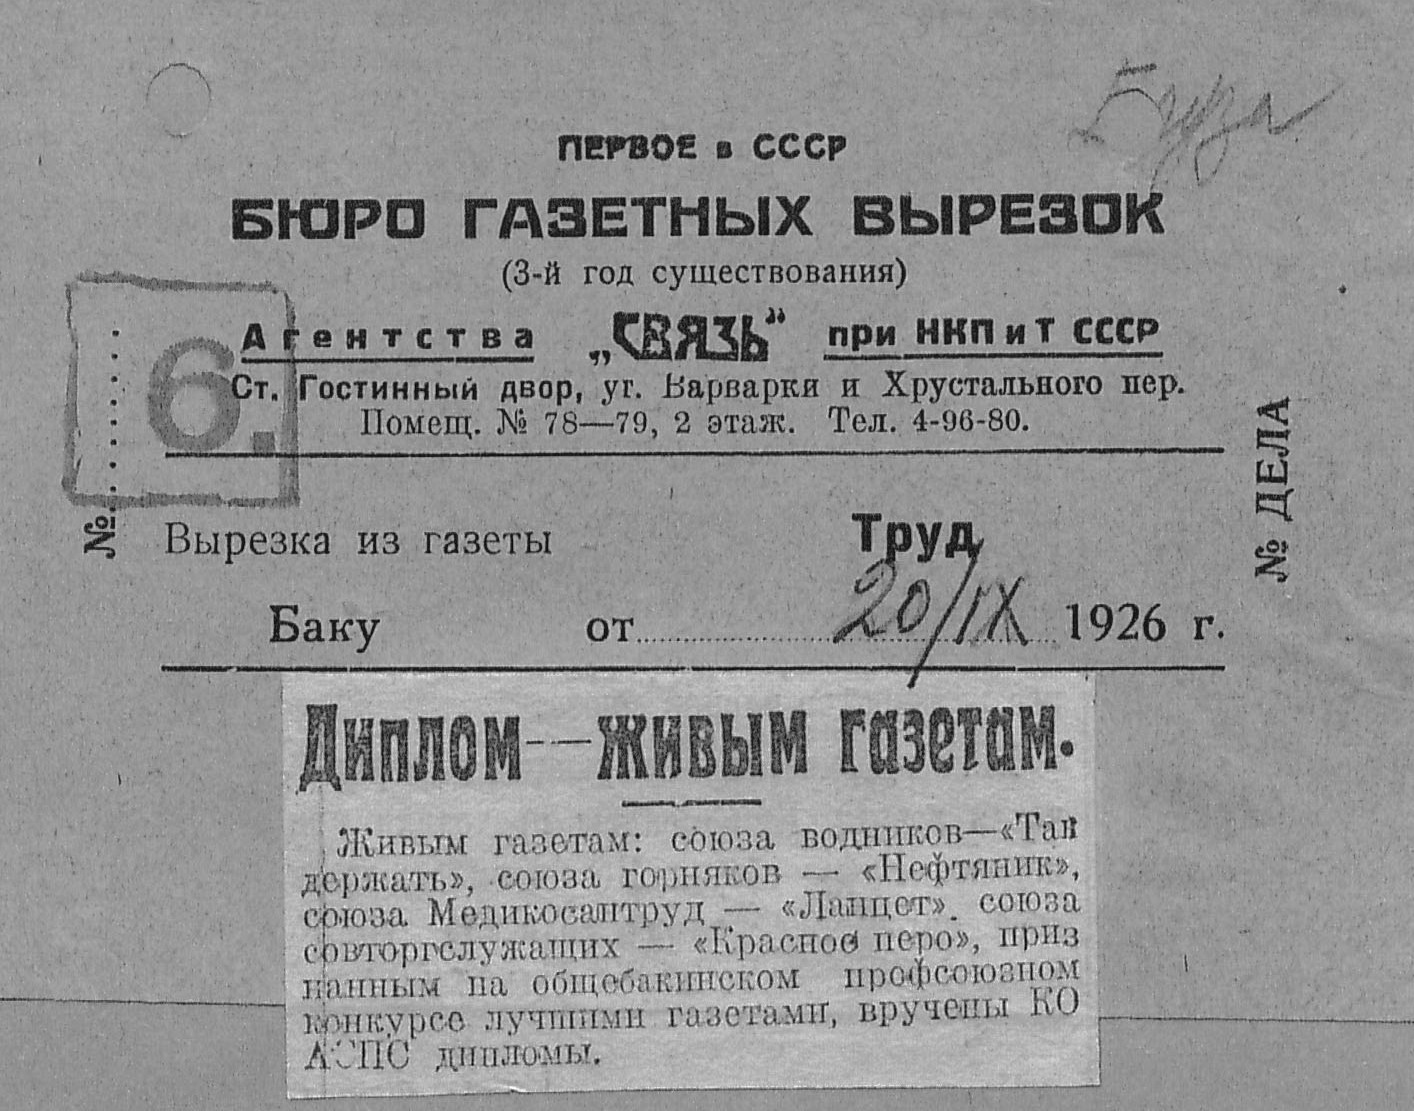 Буза
ПЕРВОЕ в СССР
БЮРО ГАЗЕТНЫХ ВЫРЕЗОК
(3-й год существования)
Агентства „СВЯЗЬ“ при НКПиТ СССР
Ст. Гостинный двор, уг. Варварки и Хрустального пер.
Помещ. № 78—79, 2 этаж. Тел. 4-96-80.
6.
№
№ ДЕЛА
Вырезка из газеты Труд
Баку от 20/IX 1926 г.
Диплом—живым газетам.
Живым газетам: союза водников—«Так
держать», союза горняков — «Нефтяник»,
союза Медикосантруд — «Ланцет». союза
совторгслужащих — «Красное перо», приз
нанным на общебакинском профсоюзном
конкурсе лучшими газетами, вручены КО
АСПС дипломы.